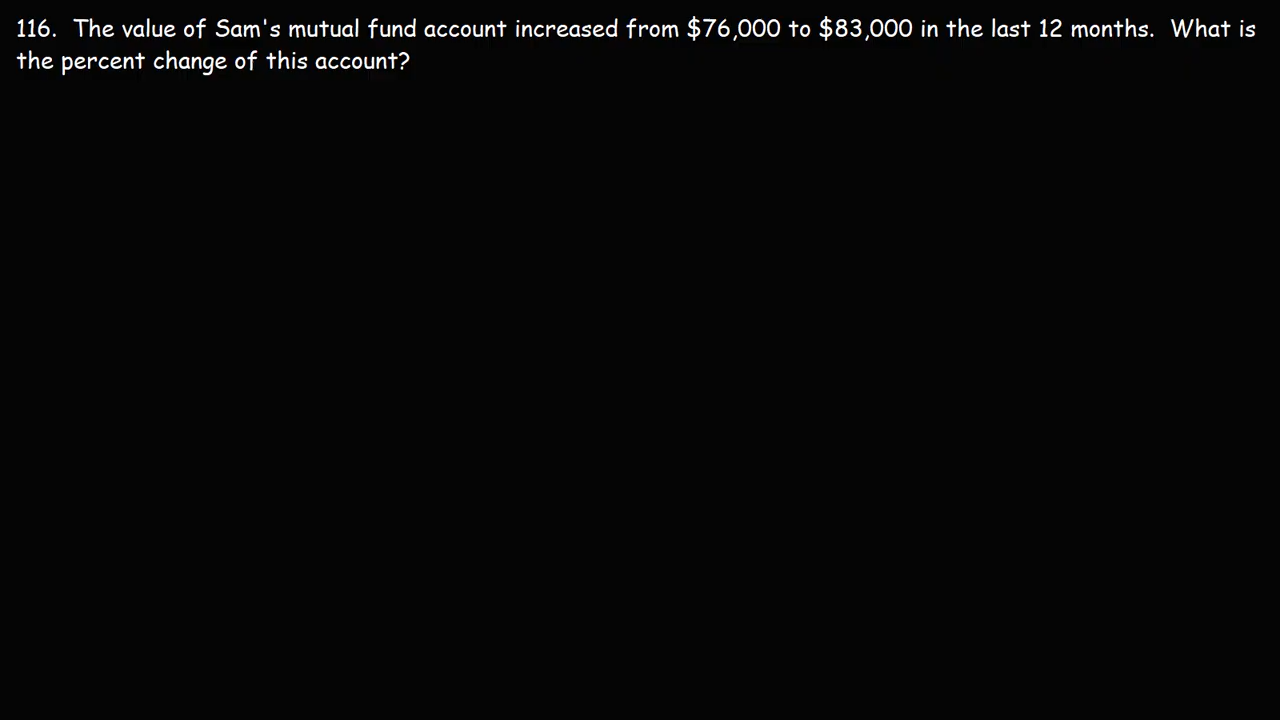 116.  The value of Sam's mutual fund account increased from $76,000 to $83,000 in the last 12 months.  What is
the percent change of this account?